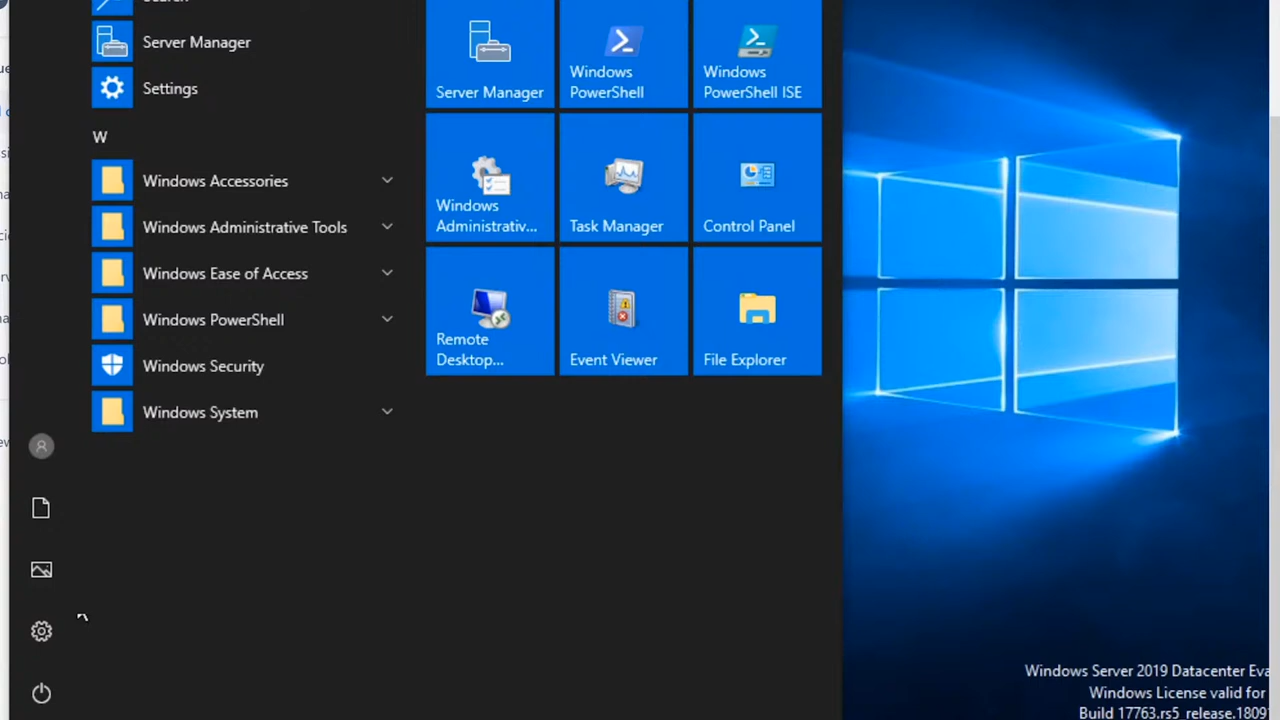 Server Manager
Settings
W
Windows Accessories
Windows Administrative Tools
Windows Ease of Access
Windows PowerShell
Windows Security
Windows System
Server Manager
Windows
PowerShell
Windows
PowerShell ISE
Windows
Administrativ...
Task Manager
Control Panel
Remote
Desktop...
Event Viewer
File Explorer
Windows Server 2019 Datacenter Eva
Windows License valid for
Build 17763.rs5_release.1809